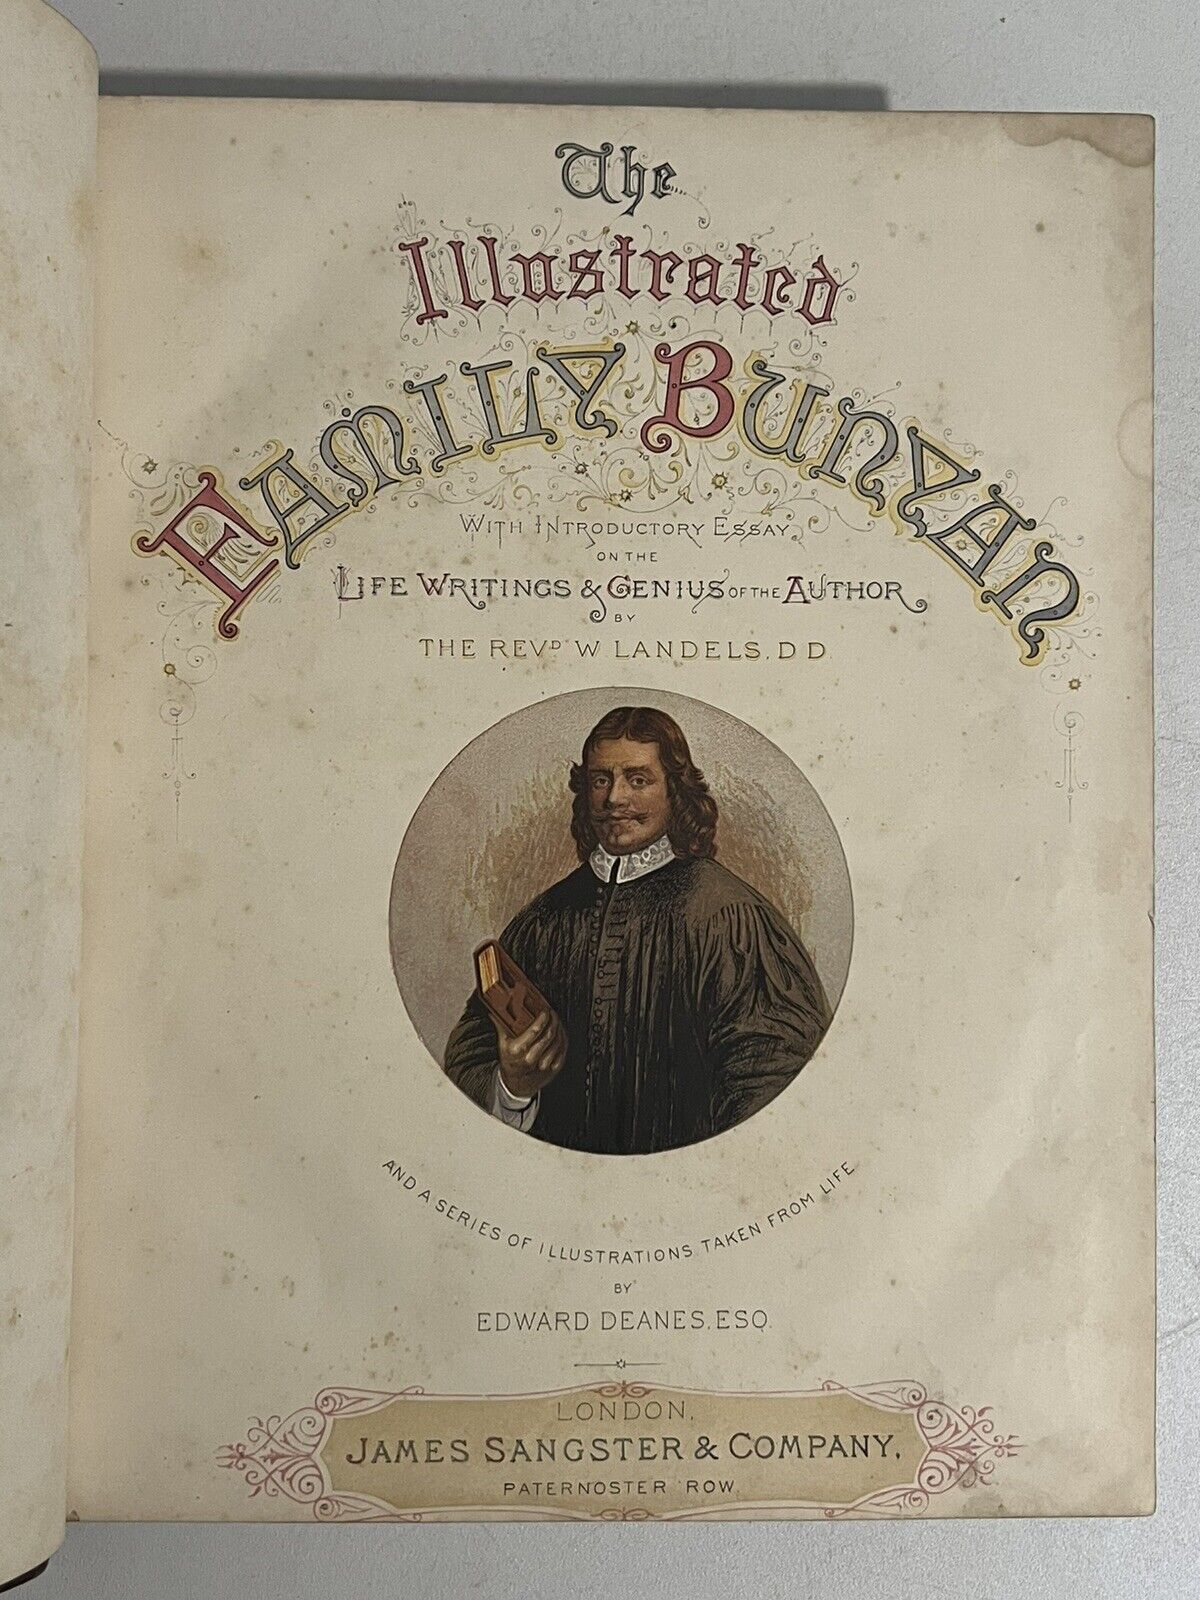 The
Illustrated
FAMILY BUNYAN
WITH INTRODUCTORY ESSAY
ON THE
LIFE WRITINGS & GENIUS OF THE AUTHOR
BY
THE REVD W LANDELS, D D.
AND A SERIES OF ILLUSTRATIONS TAKEN FROM LIFE
BY
EDWARD DEANES, ESQ.
LONDON,
JAMES SANGSTER & COMPANY,
PATERNOSTER ROW.